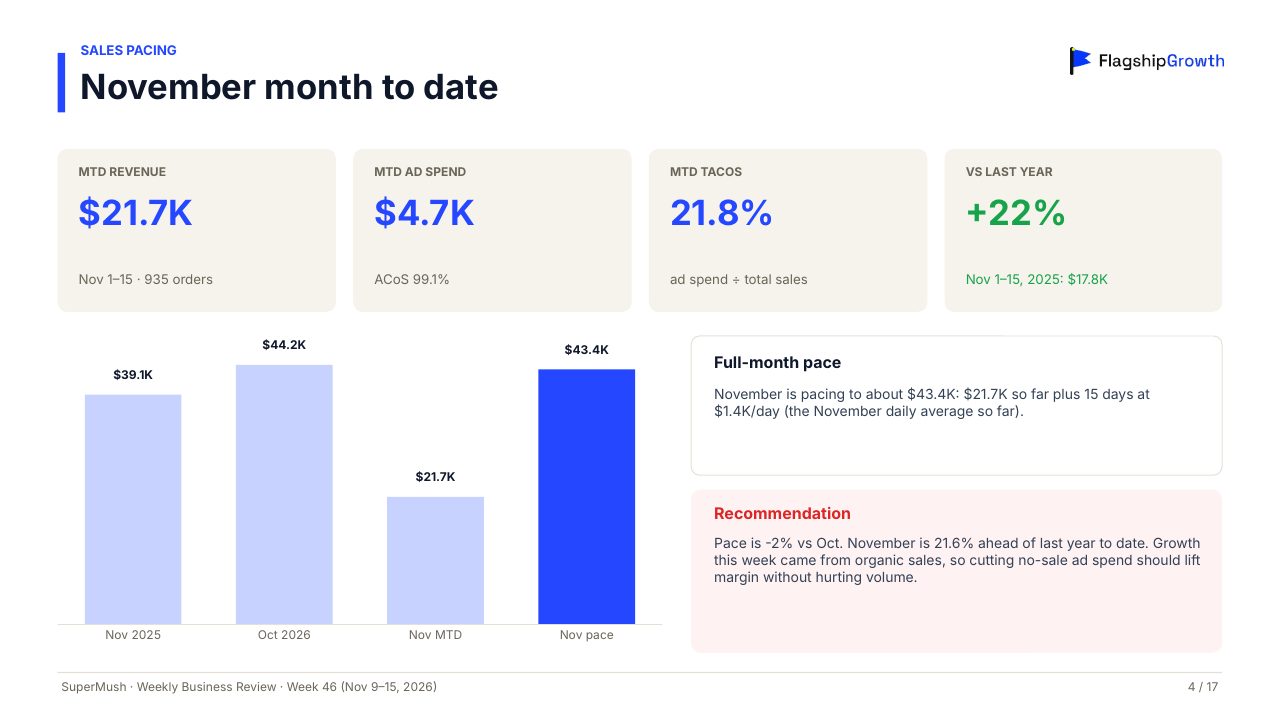 SALES PACING
November month to date
FlagshipGrowth
MTD REVENUE
$21.7K
Nov 1–15 · 935 orders
MTD AD SPEND
$4.7K
ACoS 99.1%
MTD TACOS
21.8%
ad spend ÷ total sales
VS LAST YEAR
+22%
Nov 1–15, 2025: $17.8K
$39.1K
$44.2K
$21.7K
$43.4K
Nov 2025
Oct 2026
Nov MTD
Nov pace
Full-month pace
November is pacing to about $43.4K: $21.7K so far plus 15 days at
$1.4K/day (the November daily average so far).
Recommendation
Pace is -2% vs Oct. November is 21.6% ahead of last year to date. Growth
this week came from organic sales, so cutting no-sale ad spend should lift
margin without hurting volume.
SuperMush · Weekly Business Review · Week 46 (Nov 9–15, 2026)
4 / 17